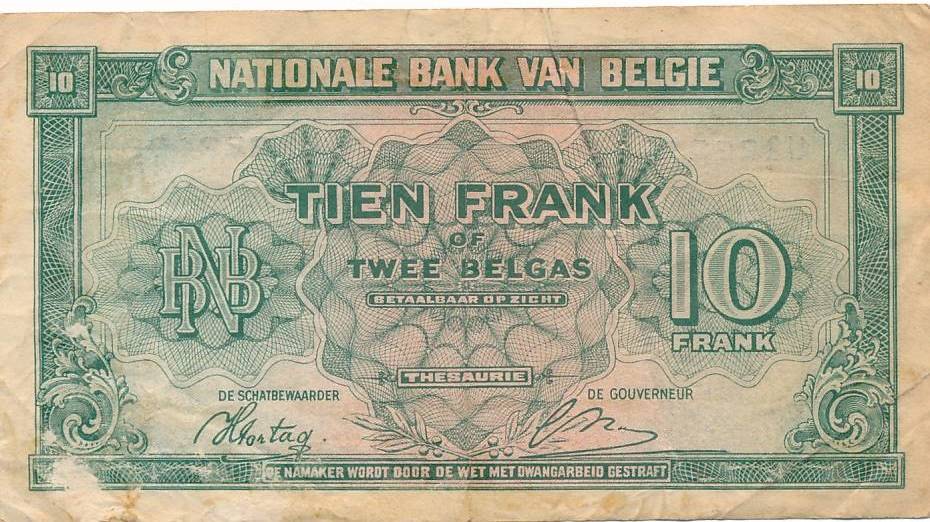 10 NATIONALE BANK VAN BELGIE 10
TIEN FRANK
OF
TWEE BELGAS
BETAALBAAR OP ZICHT
BNB
10
FRANK
THESAURIE
DE SCHATBEWAARDER
DE GOUVERNEUR
DE NAMAKER WORDT DOOR DE WET MET DWANGARBEID GESTRAFT